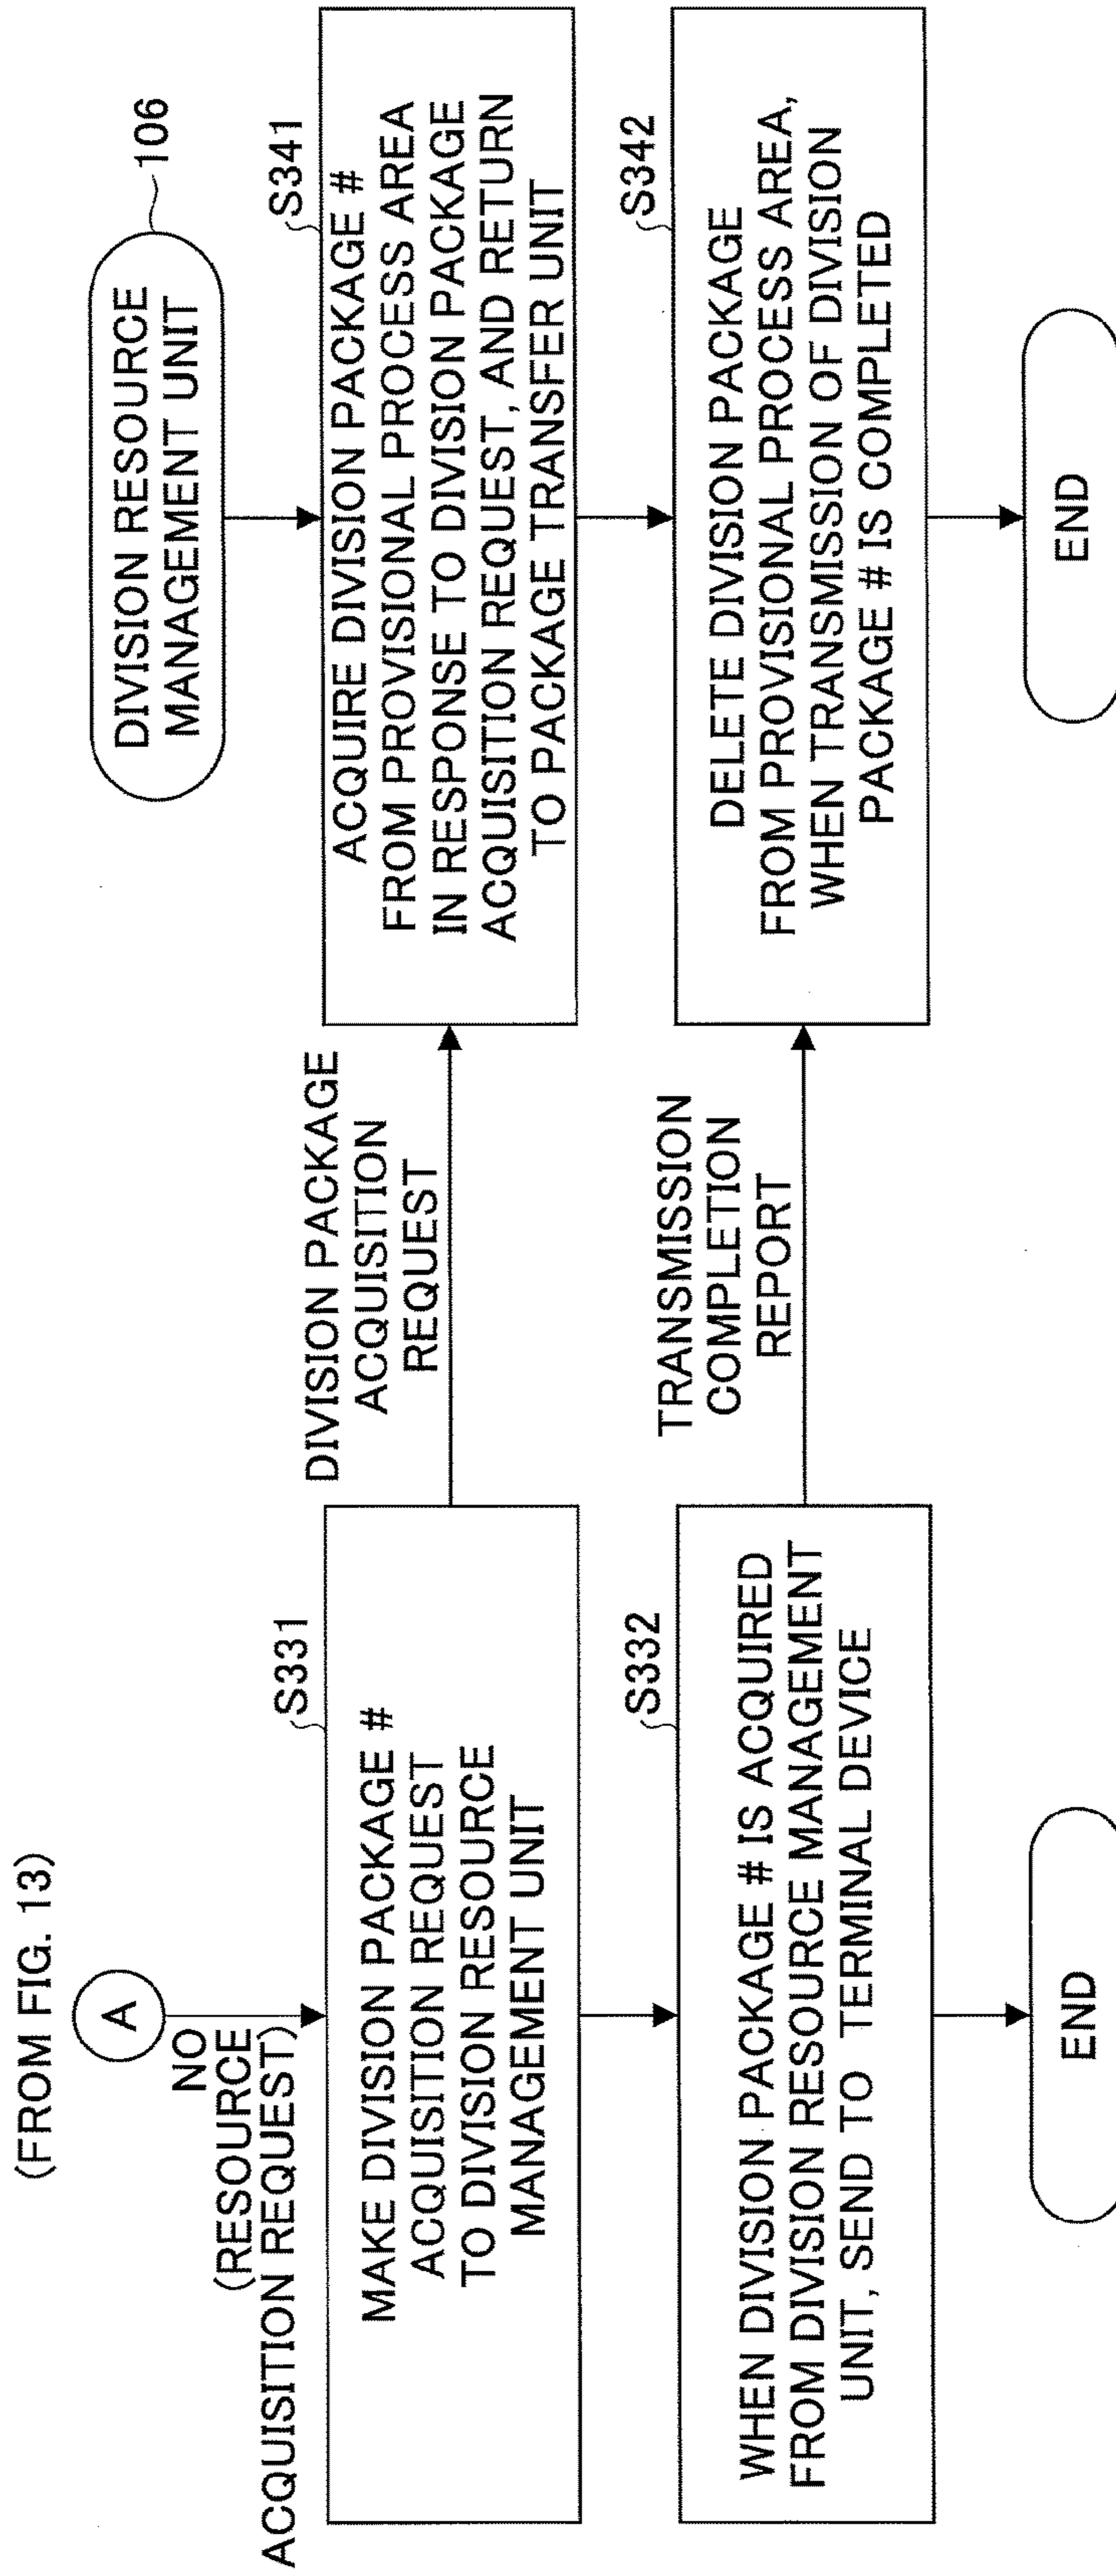 (FROM FIG. 13)
A
NO
(RESOURCE
ACQUISITION REQUEST)
S331
MAKE DIVISION PACKAGE #
ACQUISITION REQUEST
TO DIVISION RESOURCE
MANAGEMENT UNIT
S332
WHEN DIVISION PACKAGE # IS ACQUIRED
FROM DIVISION RESOURCE MANAGEMENT
UNIT, SEND TO TERMINAL DEVICE
END
DIVISION PACKAGE
ACQUISITION
REQUEST
TRANSMISSION
COMPLETION
REPORT
DIVISION RESOURCE
MANAGEMENT UNIT
106
S341
ACQUIRE DIVISION PACKAGE #
FROM PROVISIONAL PROCESS AREA
IN RESPONSE TO DIVISION PACKAGE
ACQUISITION REQUEST, AND RETURN
TO PACKAGE TRANSFER UNIT
S342
DELETE DIVISION PACKAGE
FROM PROVISIONAL PROCESS AREA,
WHEN TRANSMISSION OF DIVISION
PACKAGE # IS COMPLETED
END